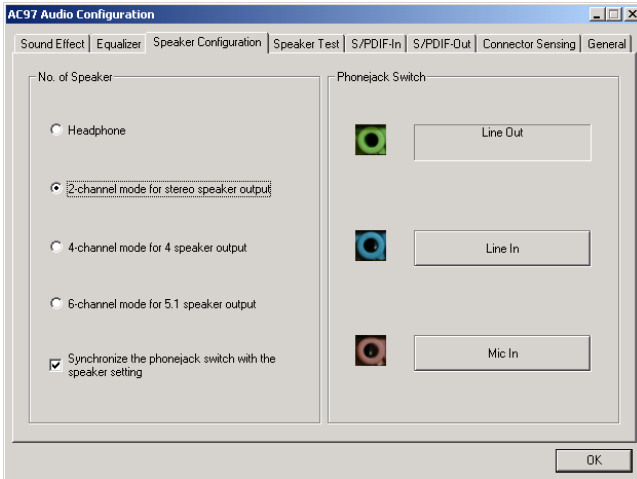 AC97 Audio Configuration
Sound Effect
Equalizer
Speaker Configuration
Speaker Test
S/PDIF-In
S/PDIF-Out
Connector Sensing
General
No. of Speaker
Headphone
2-channel mode for stereo speaker output
4-channel mode for 4 speaker output
6-channel mode for 5.1 speaker output
Synchronize the phonejack switch with the
speaker setting
Phonejack Switch
Line Out
Line In
Mic In
OK